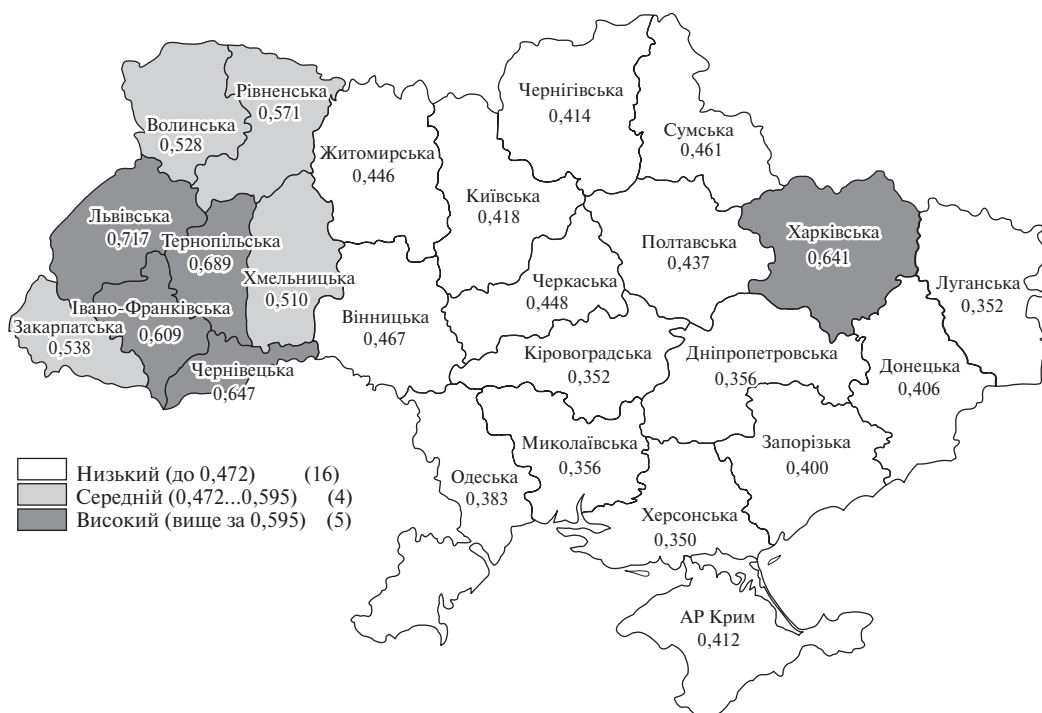 Чернігівська
0,414
Рівненська
0,571
Волинська
0,528
Сумська
0,461
Житомирська
0,446
Київська
0,418
Львівська
0,717
Тернопільська
0,689
Полтавська
0,437
Харківська
0,641
Хмельницька
0,510
Черкаська
0,448
Луганська
0,352
Івано-Франківська
0,609
Закарпатська
0,538
Вінницька
0,467
Кіровоградська
0,352
Дніпропетровська
0,356
Донецька
0,406
Чернівецька
0,647
Миколаївська
0,356
Запорізька
0,400
Одеська
0,383
Херсонська
0,350
АР Крим
0,412
Низький (до 0,472) (16)
Середній (0,472...0,595) (4)
Високий (вище за 0,595) (5)